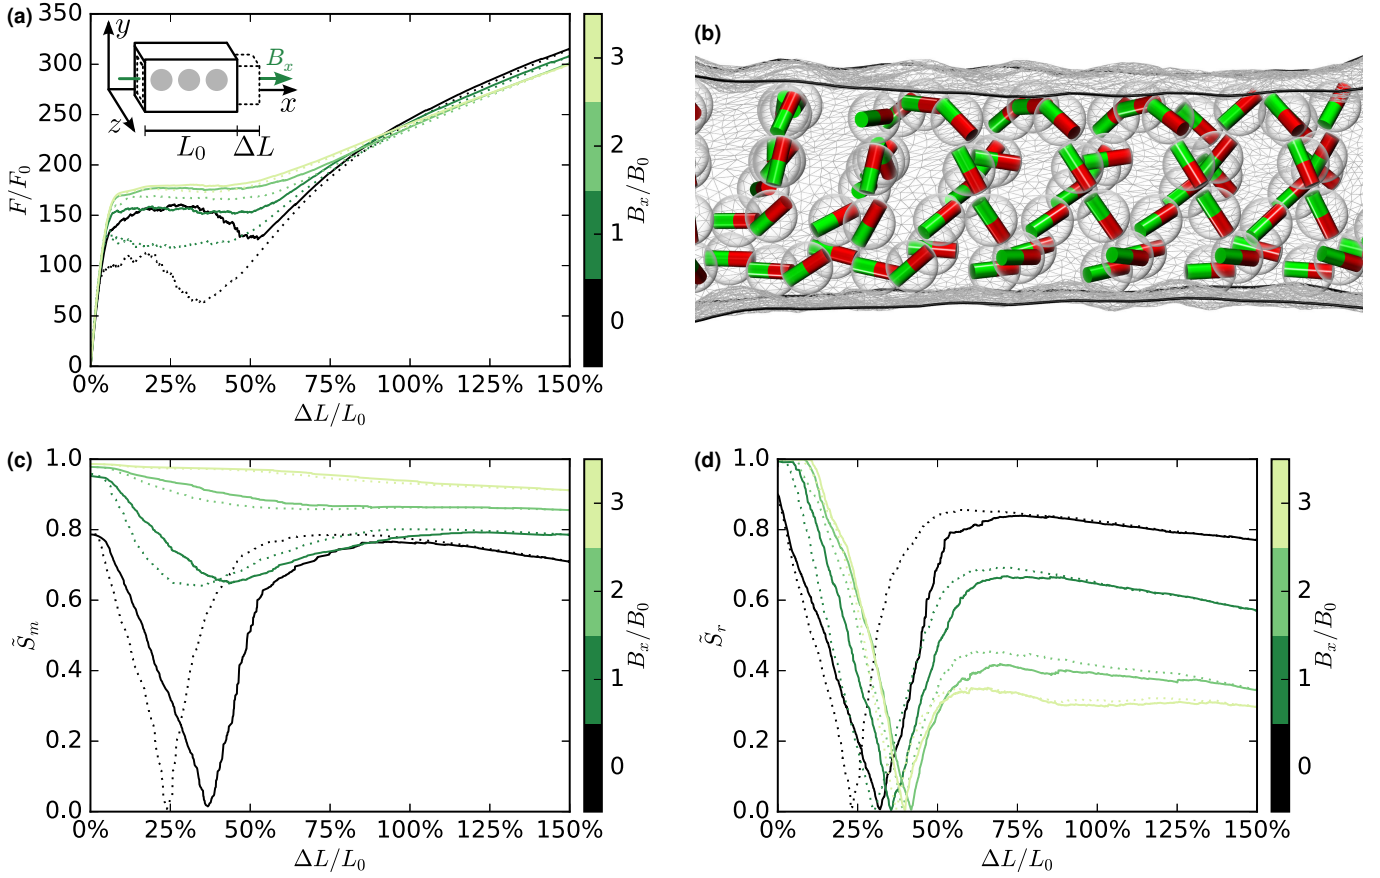 (a)
350
300
250
200
150
100
50
0
F/F₀
y
Bₓ
x
z
L₀
ΔL
0%
25%
50%
75%
100%
125%
150%
ΔL/L₀
3
2
1
0
Bₓ/B₀
(b)
(c)
1.0
0.8
0.6
0.4
0.2
0.0
S̃ₘ
0%
25%
50%
75%
100%
125%
150%
ΔL/L₀
3
2
1
0
Bₓ/B₀
(d)
1.0
0.8
0.6
0.4
0.2
0.0
S̃ᵣ
0%
25%
50%
75%
100%
125%
150%
ΔL/L₀
3
2
1
0
Bₓ/B₀